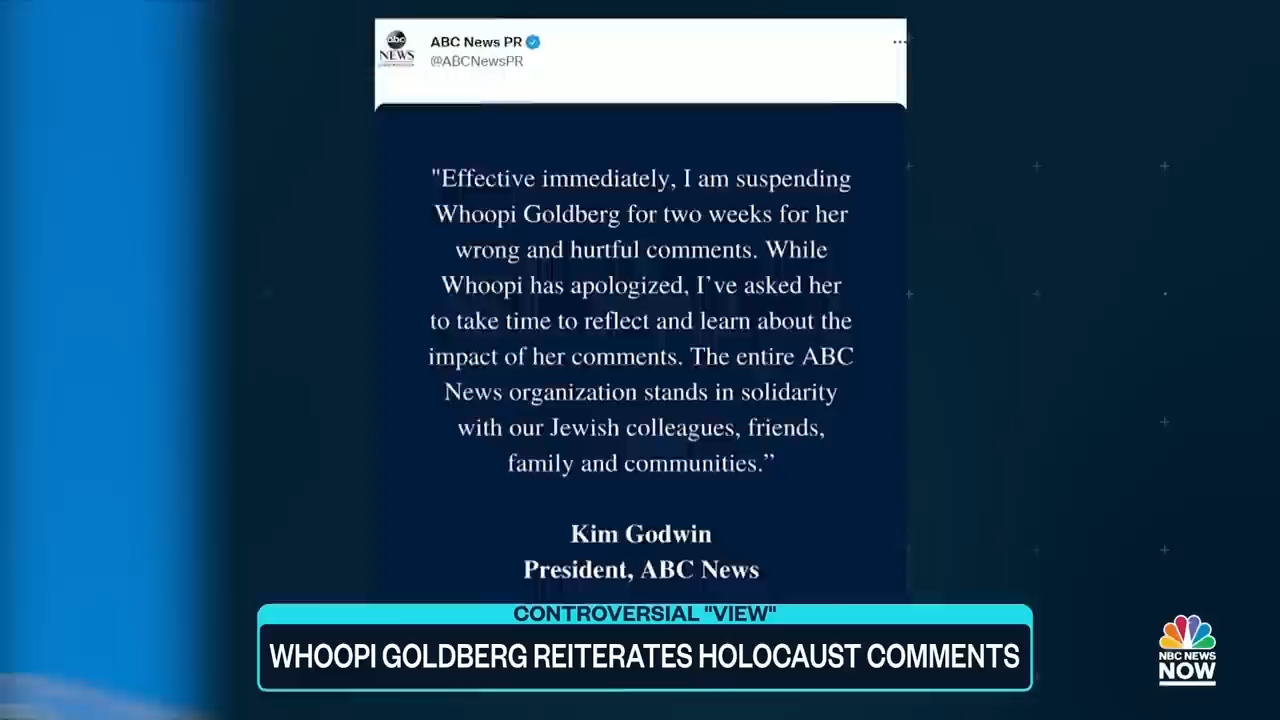 abc
NEWS
ABC News PR
@ABCNewsPR
"Effective immediately, I am suspending
Whoopi Goldberg for two weeks for her
wrong and hurtful comments. While
Whoopi has apologized, I’ve asked her
to take time to reflect and learn about the
impact of her comments. The entire ABC
News organization stands in solidarity
with our Jewish colleagues, friends,
family and communities.”
Kim Godwin
President, ABC News
CONTROVERSIAL "VIEW"
WHOOPI GOLDBERG REITERATES HOLOCAUST COMMENTS
NBC NEWS
NOW